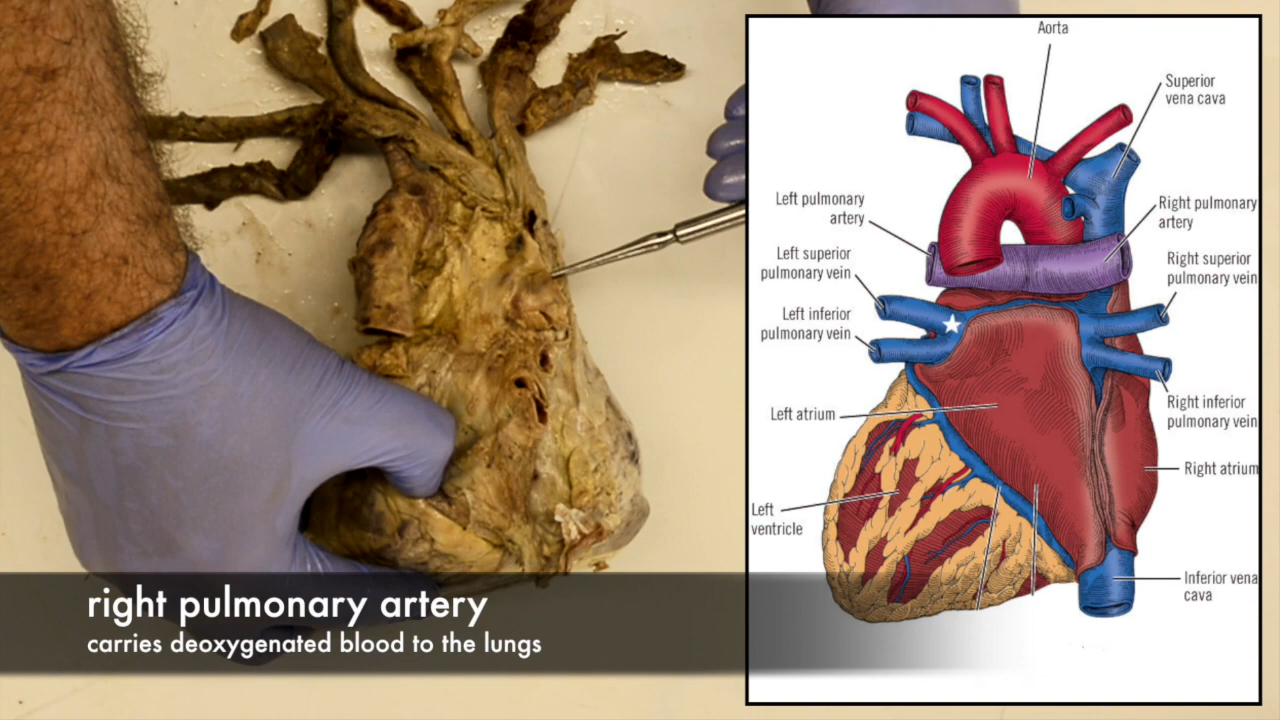 Aorta
Superior
vena cava
Left pulmonary
artery
Right pulmonary
artery
Left superior
pulmonary vein
Right superior
pulmonary vein
Left inferior
pulmonary vein
Left atrium
Right inferior
pulmonary vein
Right atrium
Left
ventricle
Inferior vena
cava
right pulmonary artery
carries deoxygenated blood to the lungs